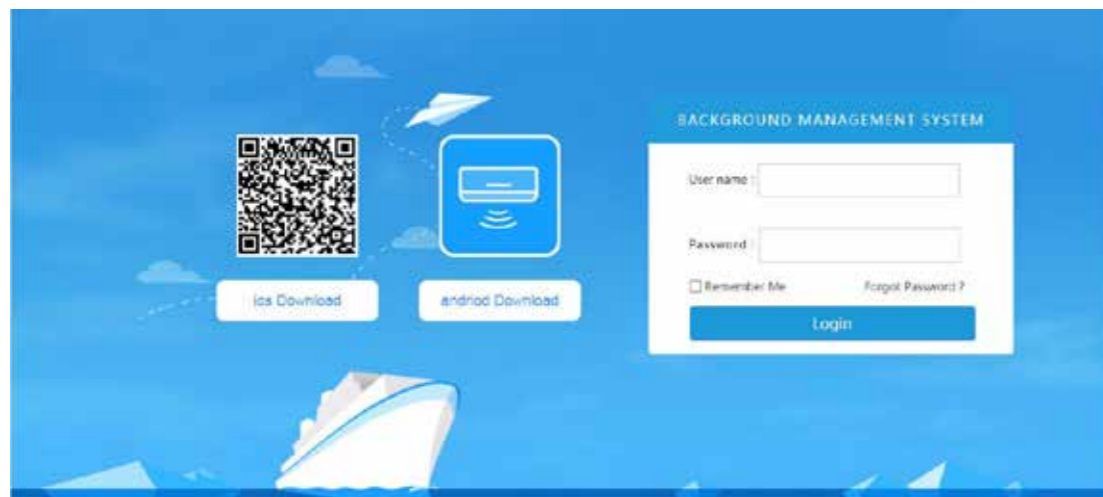 BACKGROUND MANAGEMENT SYSTEM
User name :
Password :
Remember Me Forgot Password ?
Login
ios Download
andriod Download